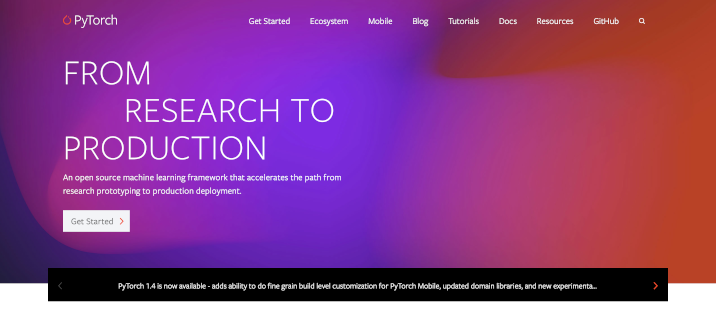 PyTorch
Get Started Ecosystem Mobile Blog Tutorials Docs Resources GitHub
FROM
RESEARCH TO
PRODUCTION
An open source machine learning framework that accelerates the path from
research prototyping to production deployment.
Get Started
PyTorch 1.4 is now available - adds ability to do fine grain build level customization for PyTorch Mobile, updated domain libraries, and new experimenta...